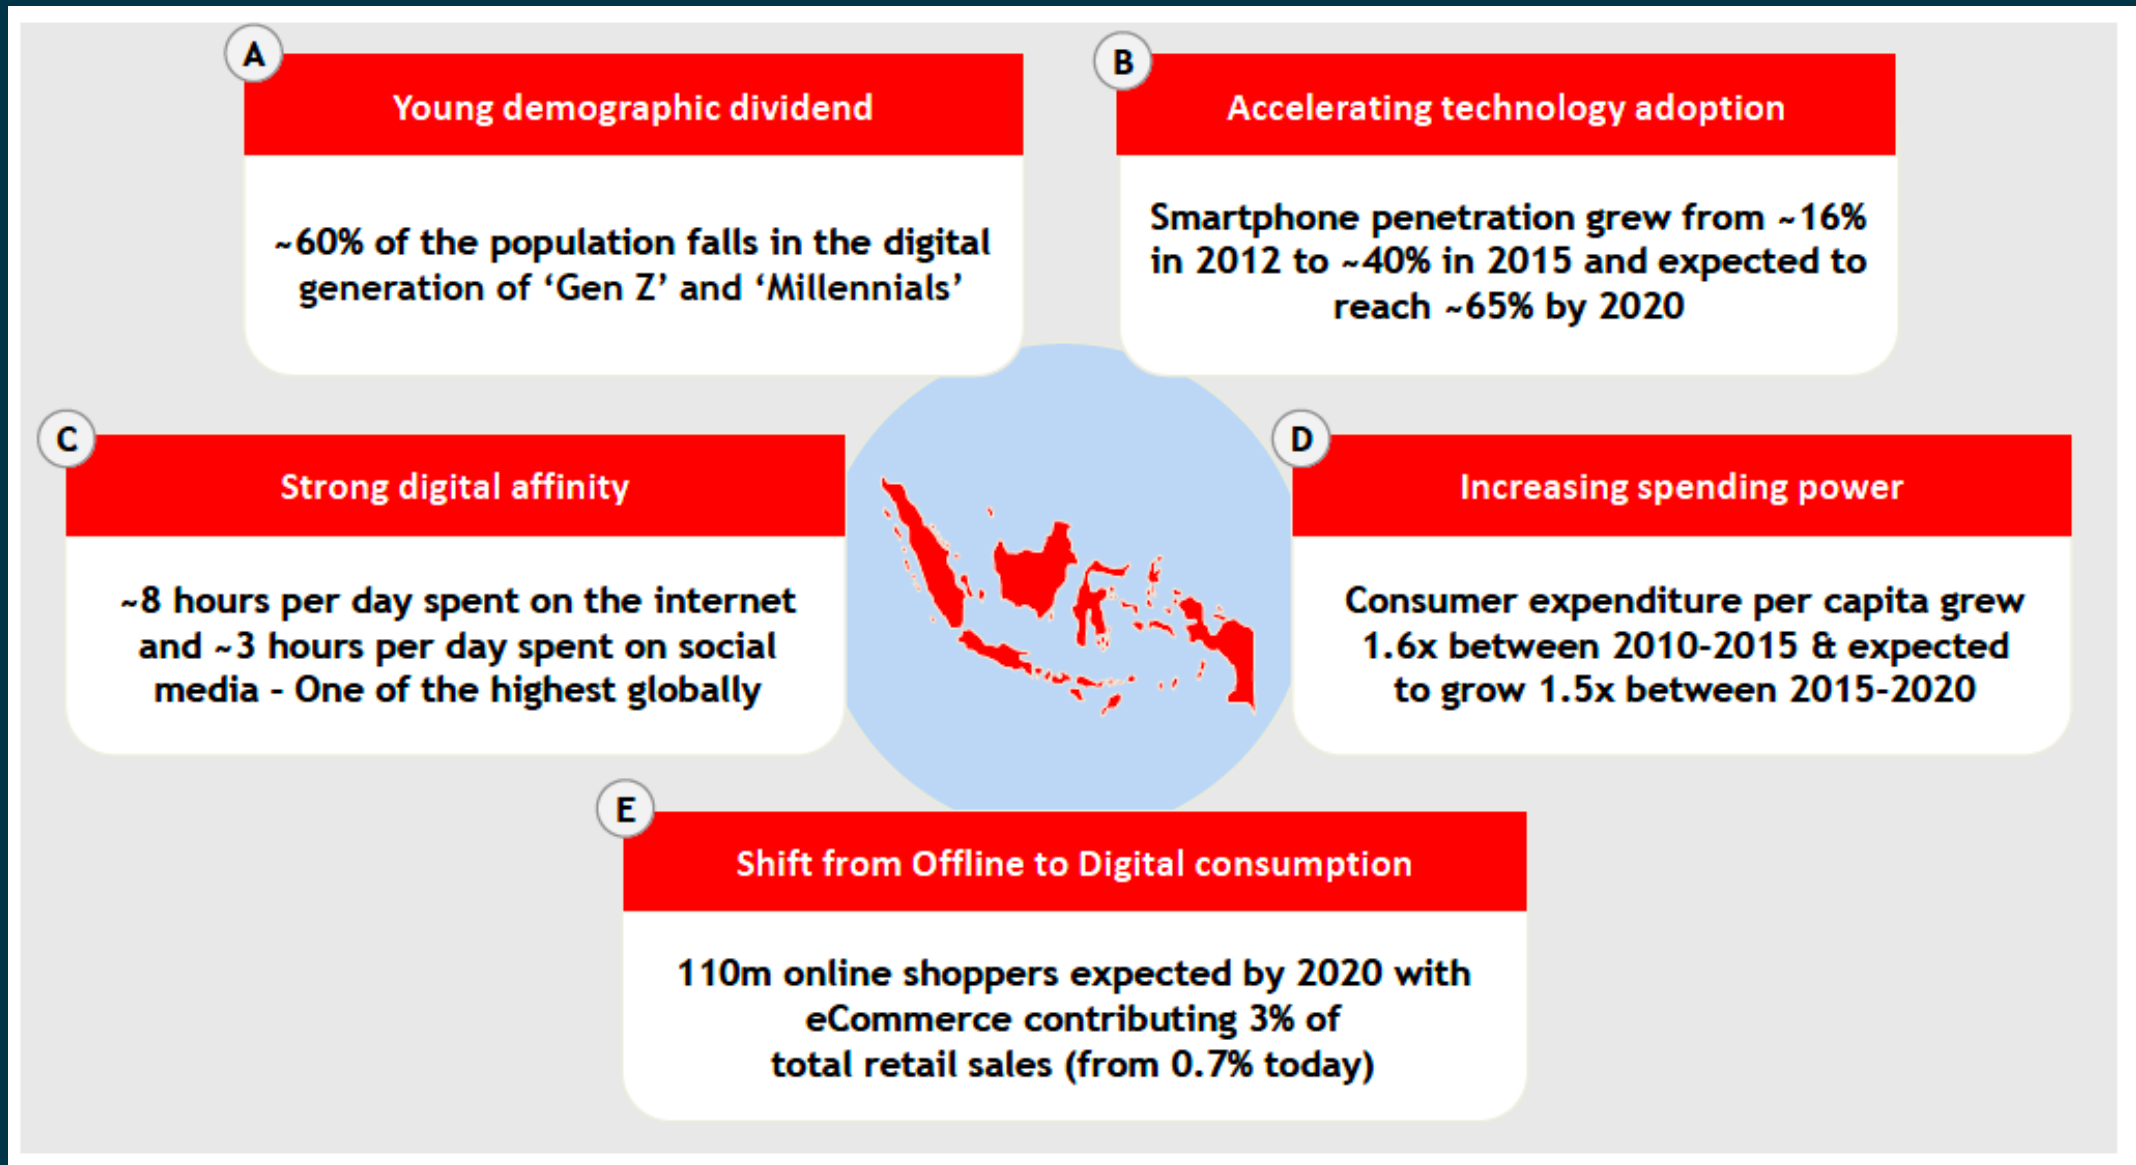 A
Young demographic dividend
~60% of the population falls in the digital
generation of ‘Gen Z’ and ‘Millennials’
B
Accelerating technology adoption
Smartphone penetration grew from ~16%
in 2012 to ~40% in 2015 and expected to
reach ~65% by 2020
C
Strong digital affinity
~8 hours per day spent on the internet
and ~3 hours per day spent on social
media - One of the highest globally
D
Increasing spending power
Consumer expenditure per capita grew
1.6x between 2010-2015 & expected
to grow 1.5x between 2015-2020
E
Shift from Offline to Digital consumption
110m online shoppers expected by 2020 with
eCommerce contributing 3% of
total retail sales (from 0.7% today)